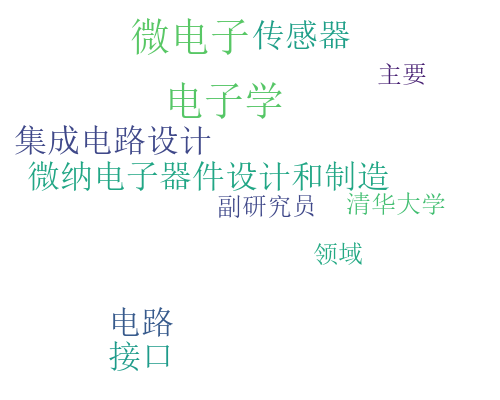 微电子 传感器
主要
电子学
集成电路设计
微纳电子器件设计和制造
副研究员 清华大学
领域
电路
接口